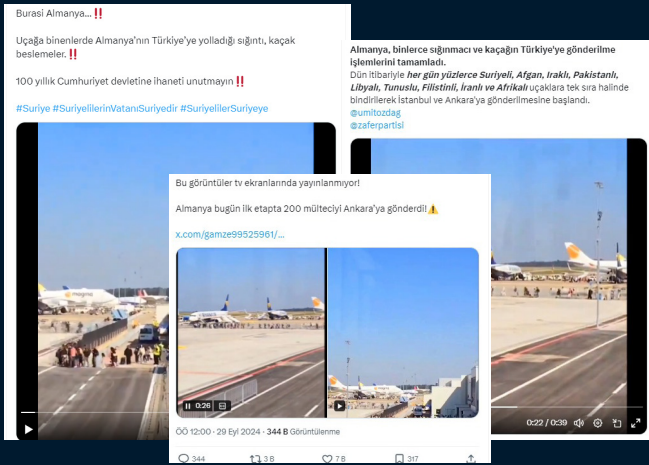 Burasi Almanya...‼️
Uçağa binenlerde Almanya'nın Türkiye'ye yolladığı sığıntı, kaçak
beslemeler.‼️
100 yıllık Cumhuriyet devletine ihaneti unutmayın‼️
#Suriye #SuriyelilerinVatanıSuriyedir #SuriyelilerSuriyeye
Almanya, binlerce sığınmacı ve kaçağın Türkiye'ye gönderilme
işlemlerini tamamladı.
Dün itibariyle her gün yüzlerce Suriyeli, Afgan, Iraklı, Pakistanlı,
Libyalı, Tunuslu, Filistinli, İranlı ve Afrikalı uçaklara tek sıra halinde
bindirilerek İstanbul ve Ankara'ya gönderilmesine başlandı.
@umitozdag
@zaferpartisi
Bu görüntüler tv ekranlarında yayınlanmıyor!
Almanya bugün ilk etapta 200 mülteciyi Ankara'ya gönderdi!⚠️
x.com/gamze99525961/...
0:26
0:22 / 0:39
ÖÖ 12:00 · 29 Eyl 2024 · 344 B Görüntülenme
344
3 B
7 B
317